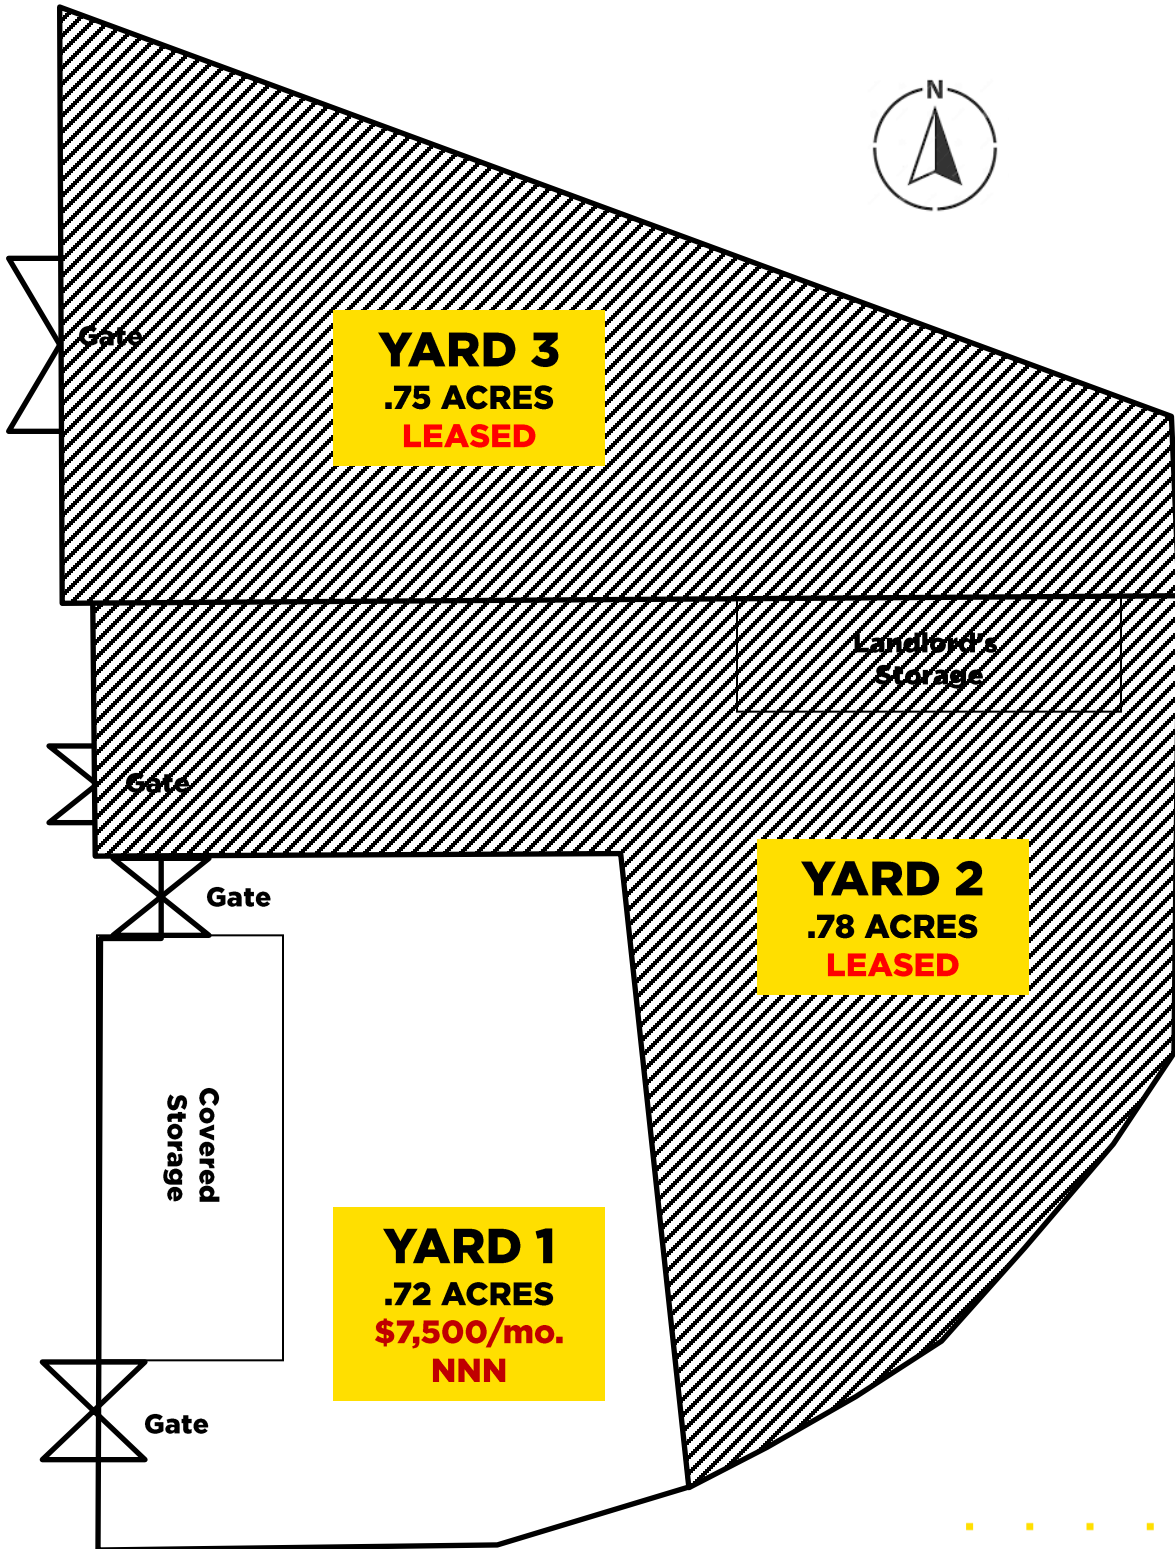 N
Gate
YARD 3
.75 ACRES
LEASED
Landlord's
Storage
Gate
YARD 2
.78 ACRES
LEASED
Gate
Covered
Storage
YARD 1
.72 ACRES
$7,500/mo.
NNN
Gate